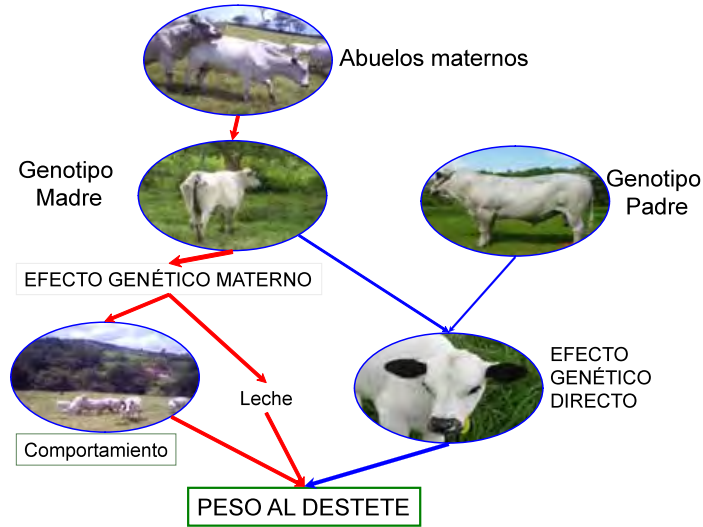 Abuelos maternos
Genotipo
Madre
Genotipo
Padre
EFECTO GENÉTICO MATERNO
EFECTO
GENÉTICO
DIRECTO
Leche
Comportamiento
PESO AL DESTETE